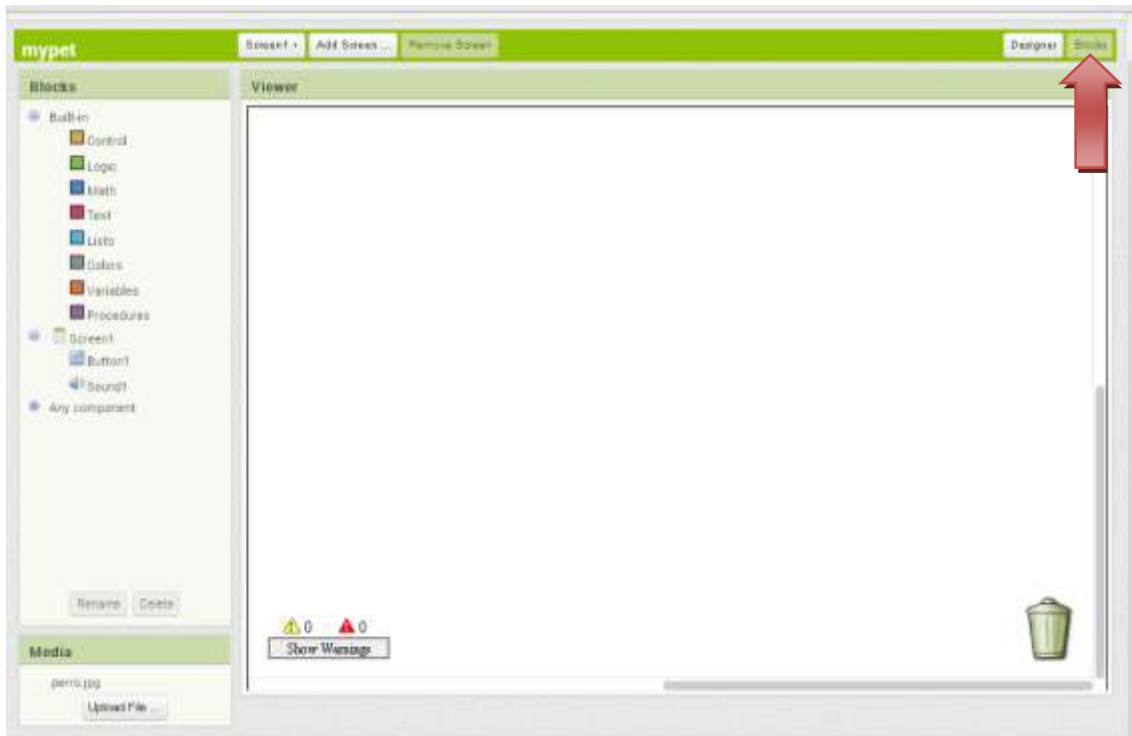 mypet
Screen1
Add Screen ...
Remove Screen
Designer
Blocks
Blocks
Viewer
Built-in
Control
Logic
Math
Text
Lists
Colors
Variables
Procedures
Screen1
Button1
Sound1
Any component
Rename
Delete
0
0
Show Warnings
Media
perro.jpg
Upload File ...